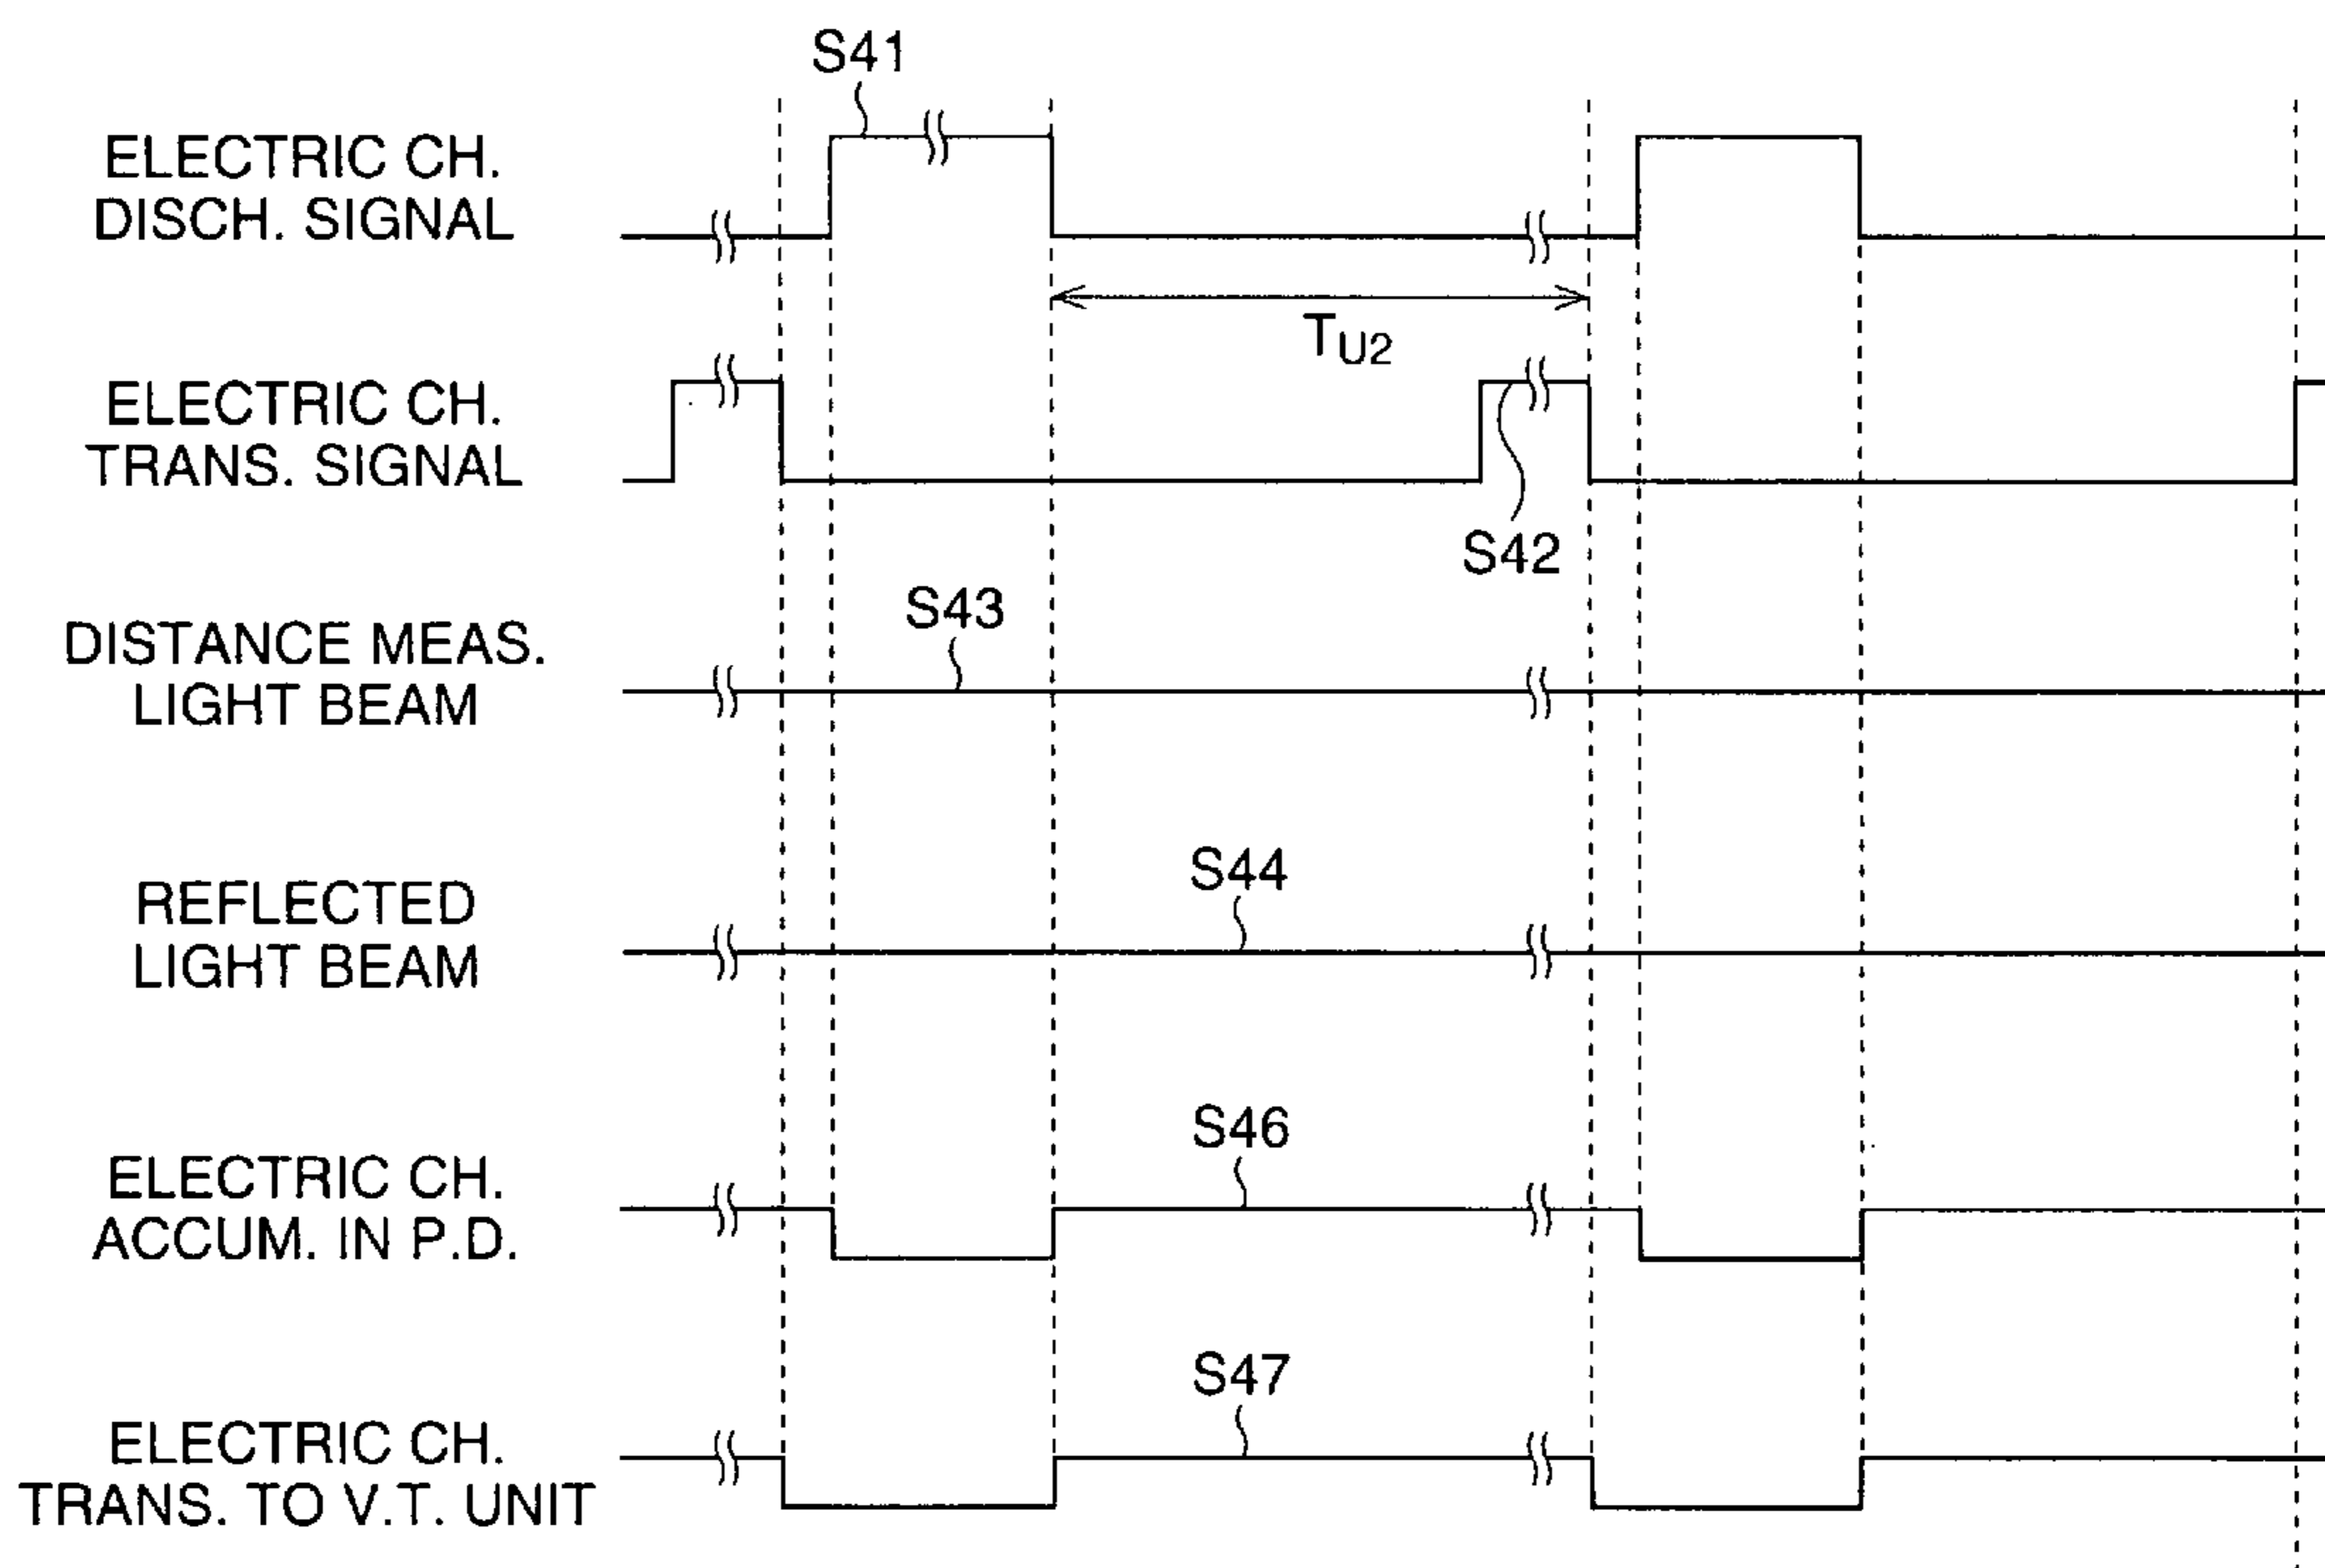 S41
ELECTRIC CH.
DISCH. SIGNAL
TU2
ELECTRIC CH.
TRANS. SIGNAL
S42
S43
DISTANCE MEAS.
LIGHT BEAM
S44
REFLECTED
LIGHT BEAM
S46
ELECTRIC CH.
ACCUM. IN P.D.
S47
ELECTRIC CH.
TRANS. TO V.T. UNIT